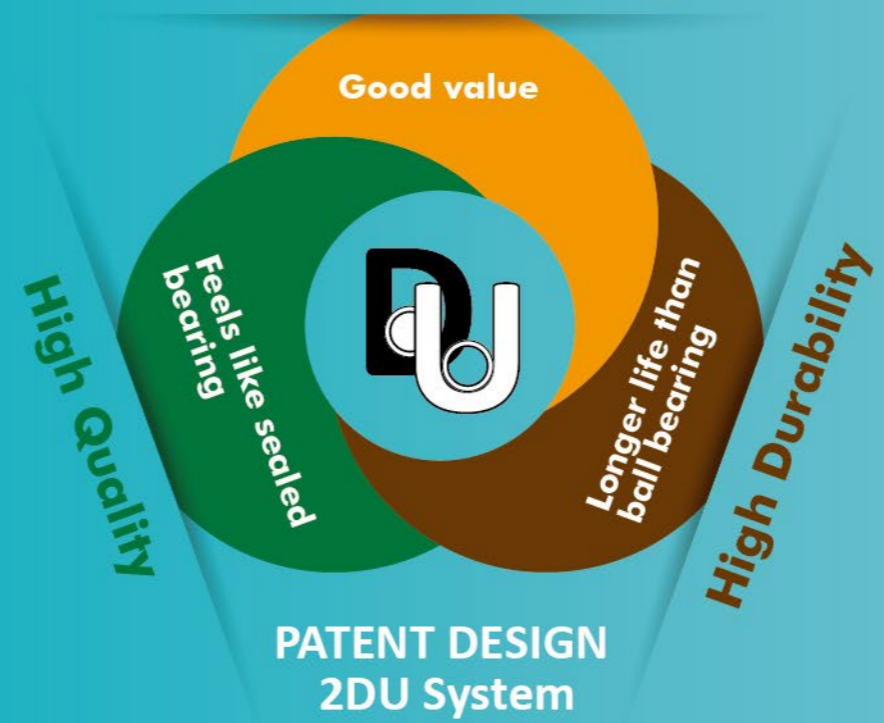 Good value
Feels like sealed
bearing
Longer life than
ball bearing
High Quality
High Durability
DU
PATENT DESIGN
2DU System